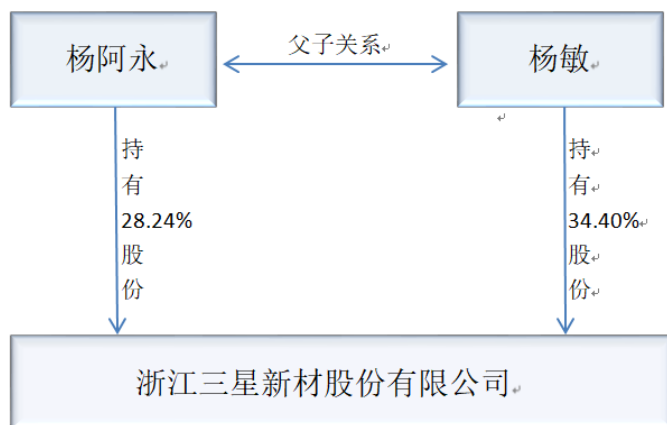 杨阿永
父子关系
杨敏
持
有
28.24%
股
份
持
有
34.40%
股
份
浙江三星新材股份有限公司